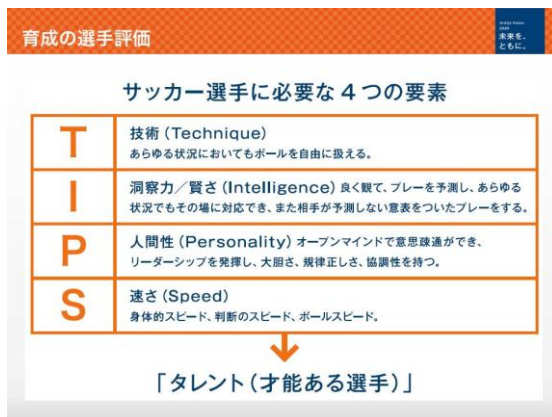 育成の選手評価
Ardija Vision
未来を、
ともに。
サッカー選手に必要な4つの要素
T
技術(Technique)
あらゆる状況においてもボールを自由に扱える。
I
洞察力/賢さ(Intelligence) 良く観て、プレーを予測し、あらゆる
状況でもその場に対応でき、また相手が予測しない意表をついたプレーをする。
P
人間性(Personality) オープンマインドで意思疎通ができ、
リーダーシップを発揮し、大胆さ、規律正しさ、協調性を持つ。
S
速さ(Speed)
身体的スピード、判断のスピード、ボールスピード。
「タレント(才能ある選手)」